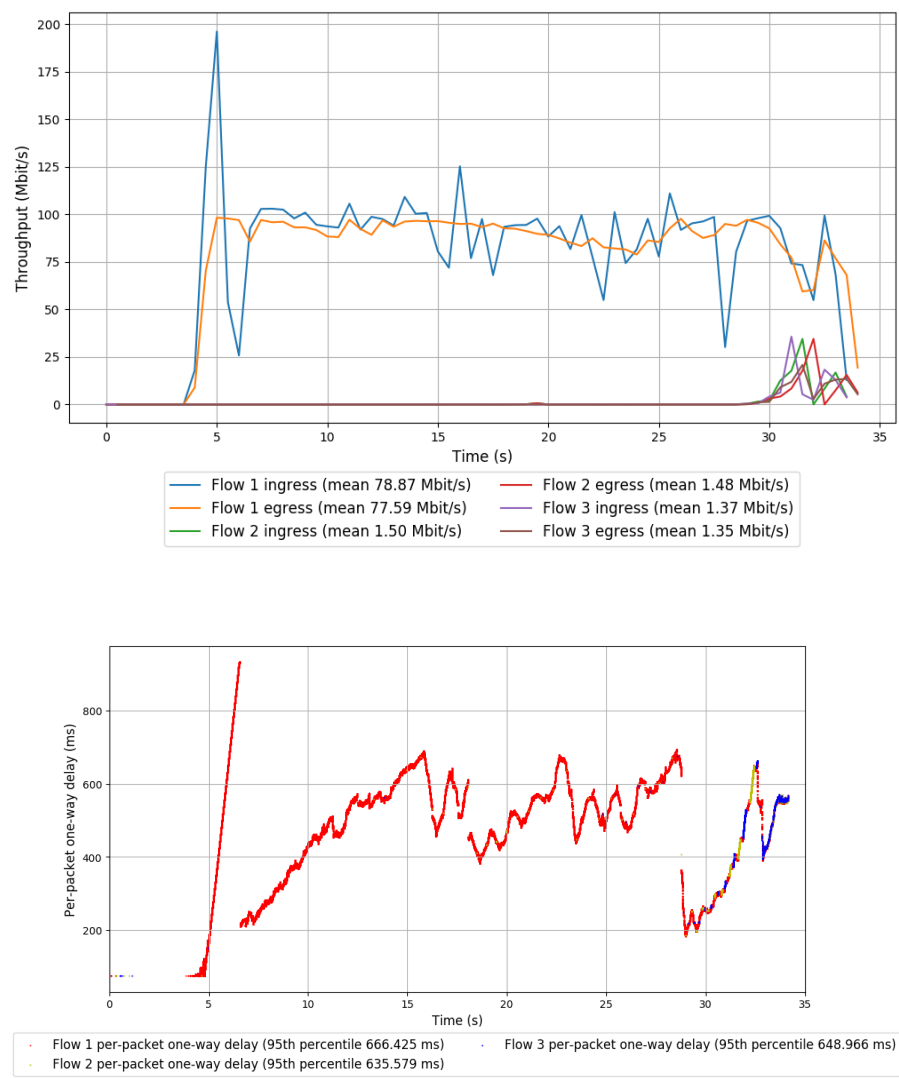 200
175
150
125
100
75
50
25
0
Throughput (Mbit/s)
0 5 10 15 20 25 30 35
Time (s)
Flow 1 ingress (mean 78.87 Mbit/s)
Flow 1 egress (mean 77.59 Mbit/s)
Flow 2 ingress (mean 1.50 Mbit/s)
Flow 2 egress (mean 1.48 Mbit/s)
Flow 3 ingress (mean 1.37 Mbit/s)
Flow 3 egress (mean 1.35 Mbit/s)
800
600
400
200
Per-packet one-way delay (ms)
0 5 10 15 20 25 30 35
Time (s)
Flow 1 per-packet one-way delay (95th percentile 666.425 ms)
Flow 2 per-packet one-way delay (95th percentile 635.579 ms)
Flow 3 per-packet one-way delay (95th percentile 648.966 ms)